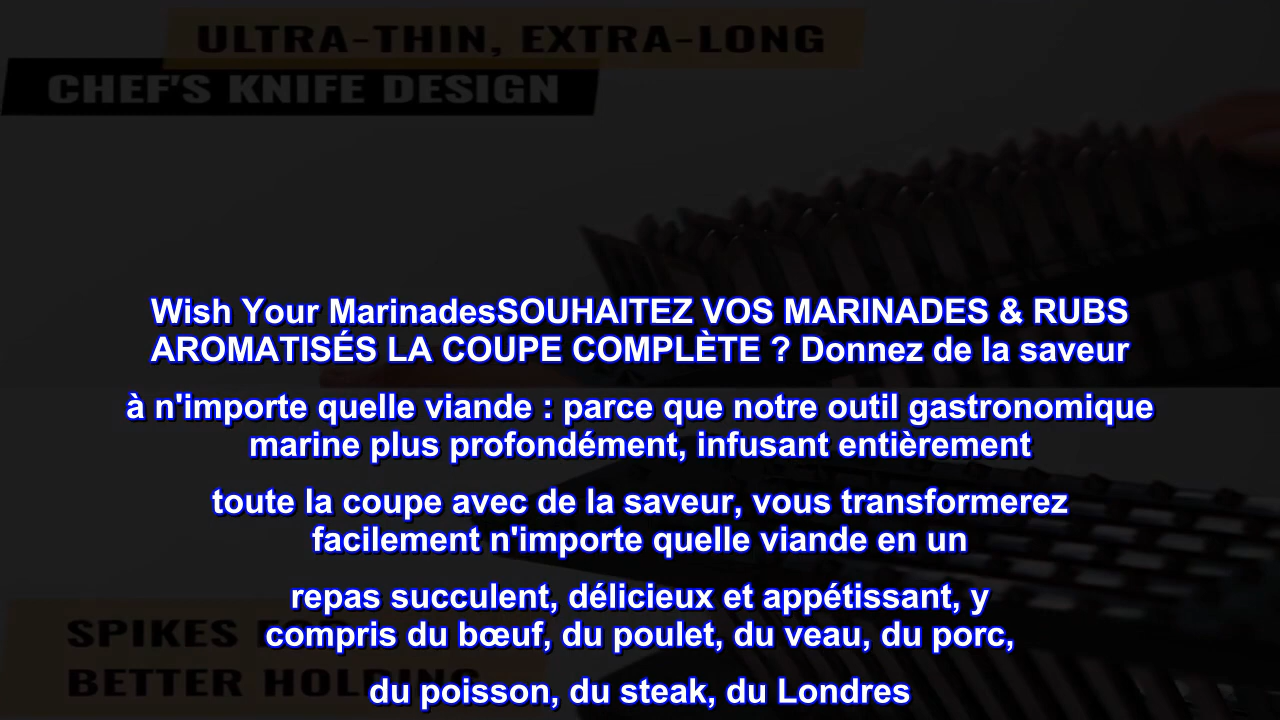 ULTRA-THIN, EXTRA-LONG
CHEF'S KNIFE DESIGN
Wish Your MarinadesSOUHAITEZ VOS MARINADES & RUBS
AROMATISÉS LA COUPE COMPLÈTE ? Donnez de la saveur
à n'importe quelle viande : parce que notre outil gastronomique
marine plus profondément, infusant entièrement
toute la coupe avec de la saveur, vous transformerez
facilement n'importe quelle viande en un
repas succulent, délicieux et appétissant, y
compris du bœuf, du poulet, du veau, du porc,
du poisson, du steak, du Londres
SPIKES FOR
BETTER HOLDING